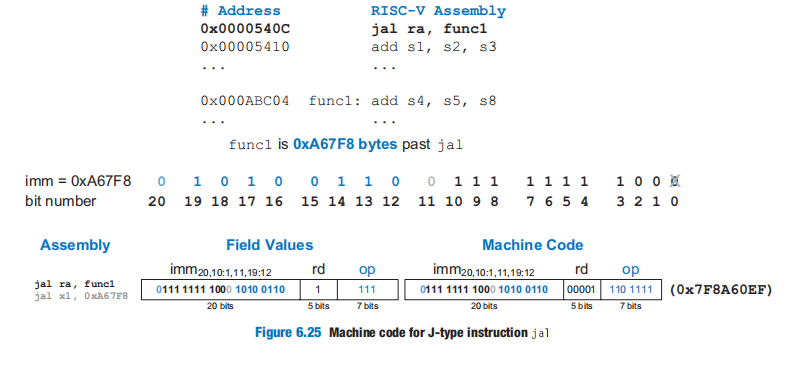 # Address RISC-V Assembly
0x0000540C jal ra, func1
0x00005410 add s1, s2, s3
... ...
0x000ABC04 func1: add s4, s5, s8
... ...
func1 is 0xA67F8 bytes past jal
imm = 0xA67F8 0 1 0 1 0 0 1 1 0 0 1 1 1 1 1 1 1 1 0 0 0
bit number 20 19 18 17 16 15 14 13 12 11 10 9 8 7 6 5 4 3 2 1 0
Assembly Field Values Machine Code
imm20,10:1,11,19:12 rd op imm20,10:1,11,19:12 rd op
jal ra, func1
jal x1, 0xA67F8
0111 1111 1000 1010 0110 1 111 0111 1111 1000 1010 0110 00001 110 1111 (0x7F8A60EF)
20 bits 5 bits 7 bits 20 bits 5 bits 7 bits
Figure 6.25 Machine code for J-type instruction jal